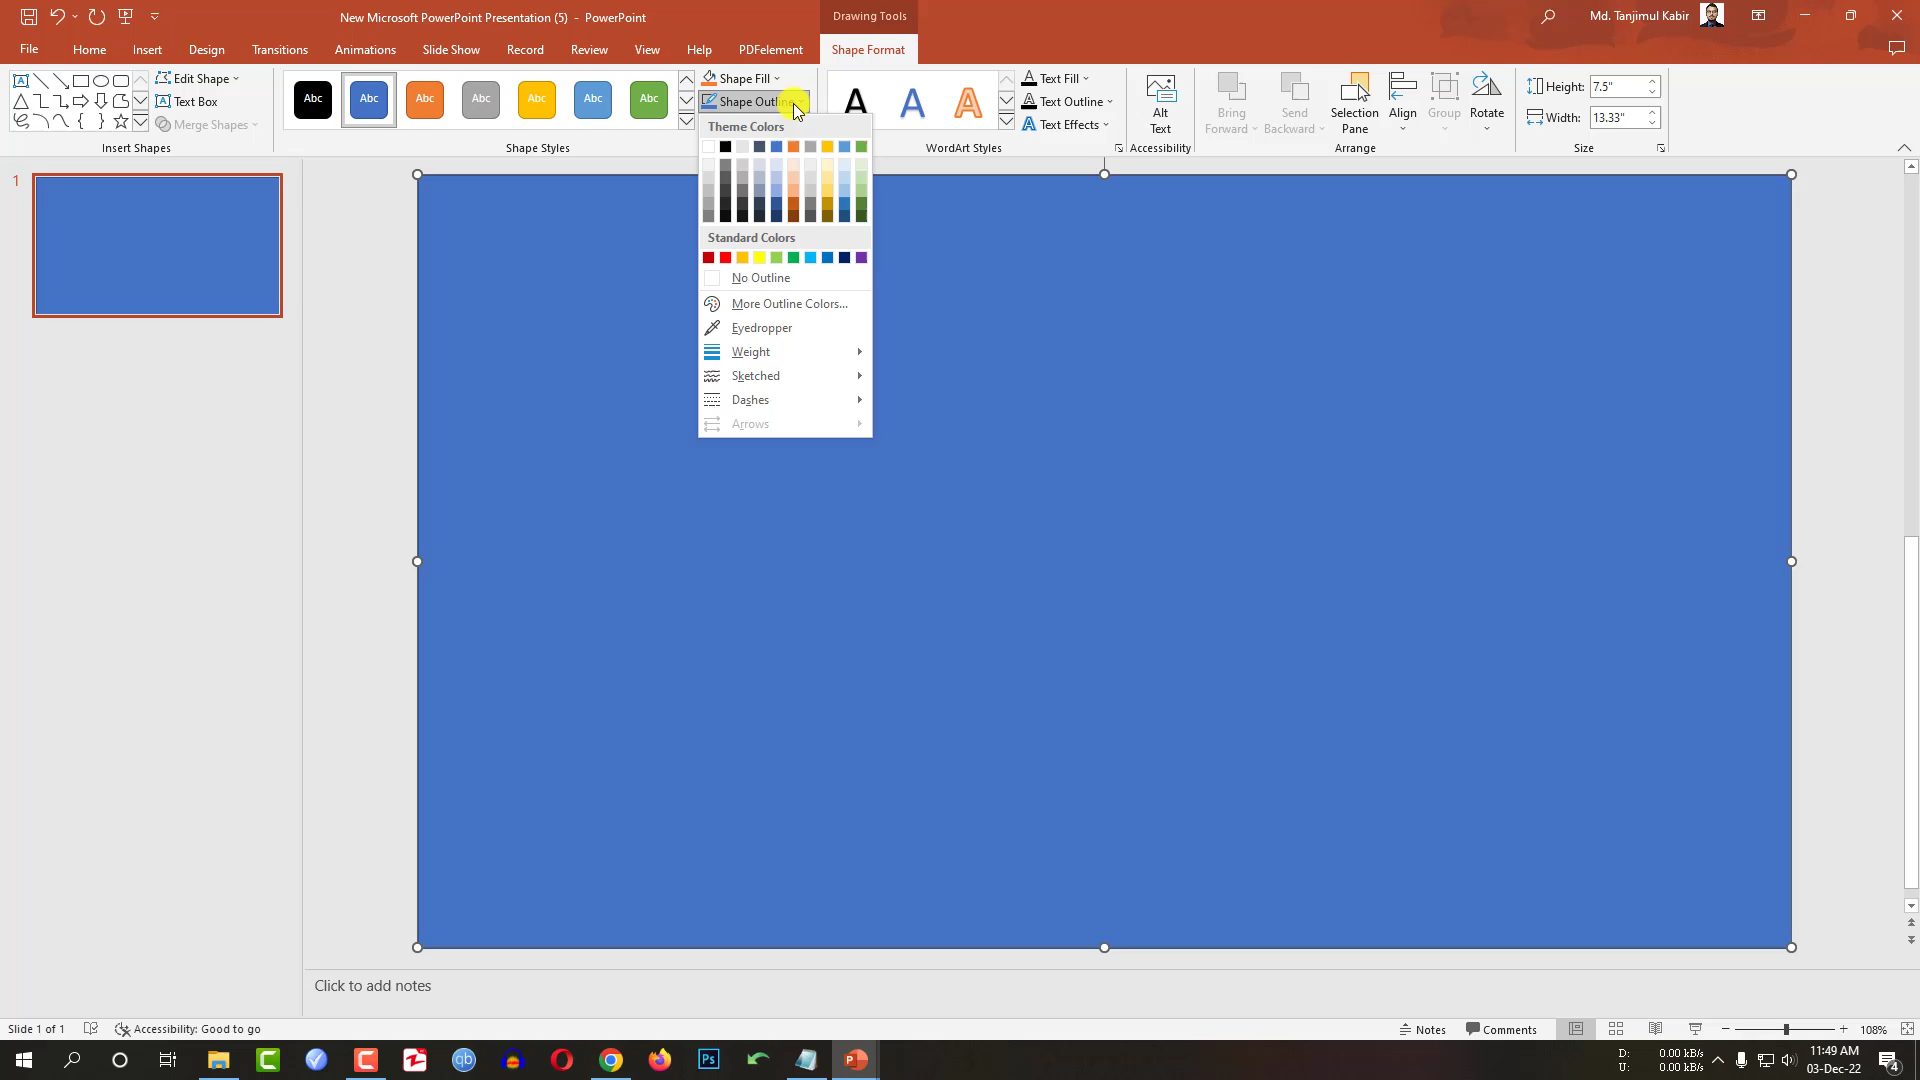 New Microsoft PowerPoint Presentation (5) - PowerPoint
Drawing Tools
Md. Tanjimul Kabir
File
Home
Insert
Design
Transitions
Animations
Slide Show
Record
Review
View
Help
PDFelement
Shape Format
Edit Shape
Text Box
Merge Shapes
Insert Shapes
Abc
Abc
Abc
Abc
Abc
Abc
Abc
Shape Styles
Shape Fill
Shape Outline
A
A
A
WordArt Styles
Text Fill
Text Outline
Text Effects
Alt
Text
Accessibility
Bring
Forward
Send
Backward
Selection
Pane
Align
Group
Rotate
Arrange
Height: 7.5"
Width: 13.33"
Size
Theme Colors
Standard Colors
No Outline
More Outline Colors...
Eyedropper
Weight
Sketched
Dashes
Arrows
1
Click to add notes
Slide 1 of 1
Accessibility: Good to go
Notes
Comments
108%
C
C
qb
Ps
D: 0.00 kB/s
U: 0.00 kB/s
11:49 AM
03-Dec-22
4